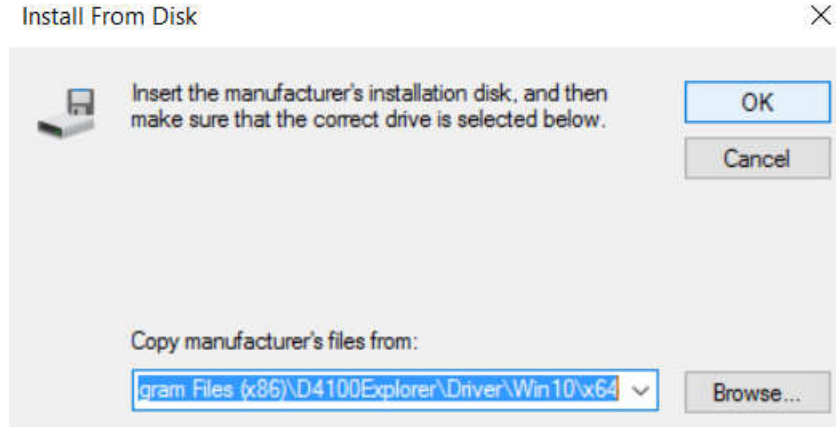 Install From Disk
Insert the manufacturer's installation disk, and then
make sure that the correct drive is selected below.
OK
Cancel
Copy manufacturer's files from:
gram Files (x86)\D4100Explorer\Driver\Win10\x64
Browse...